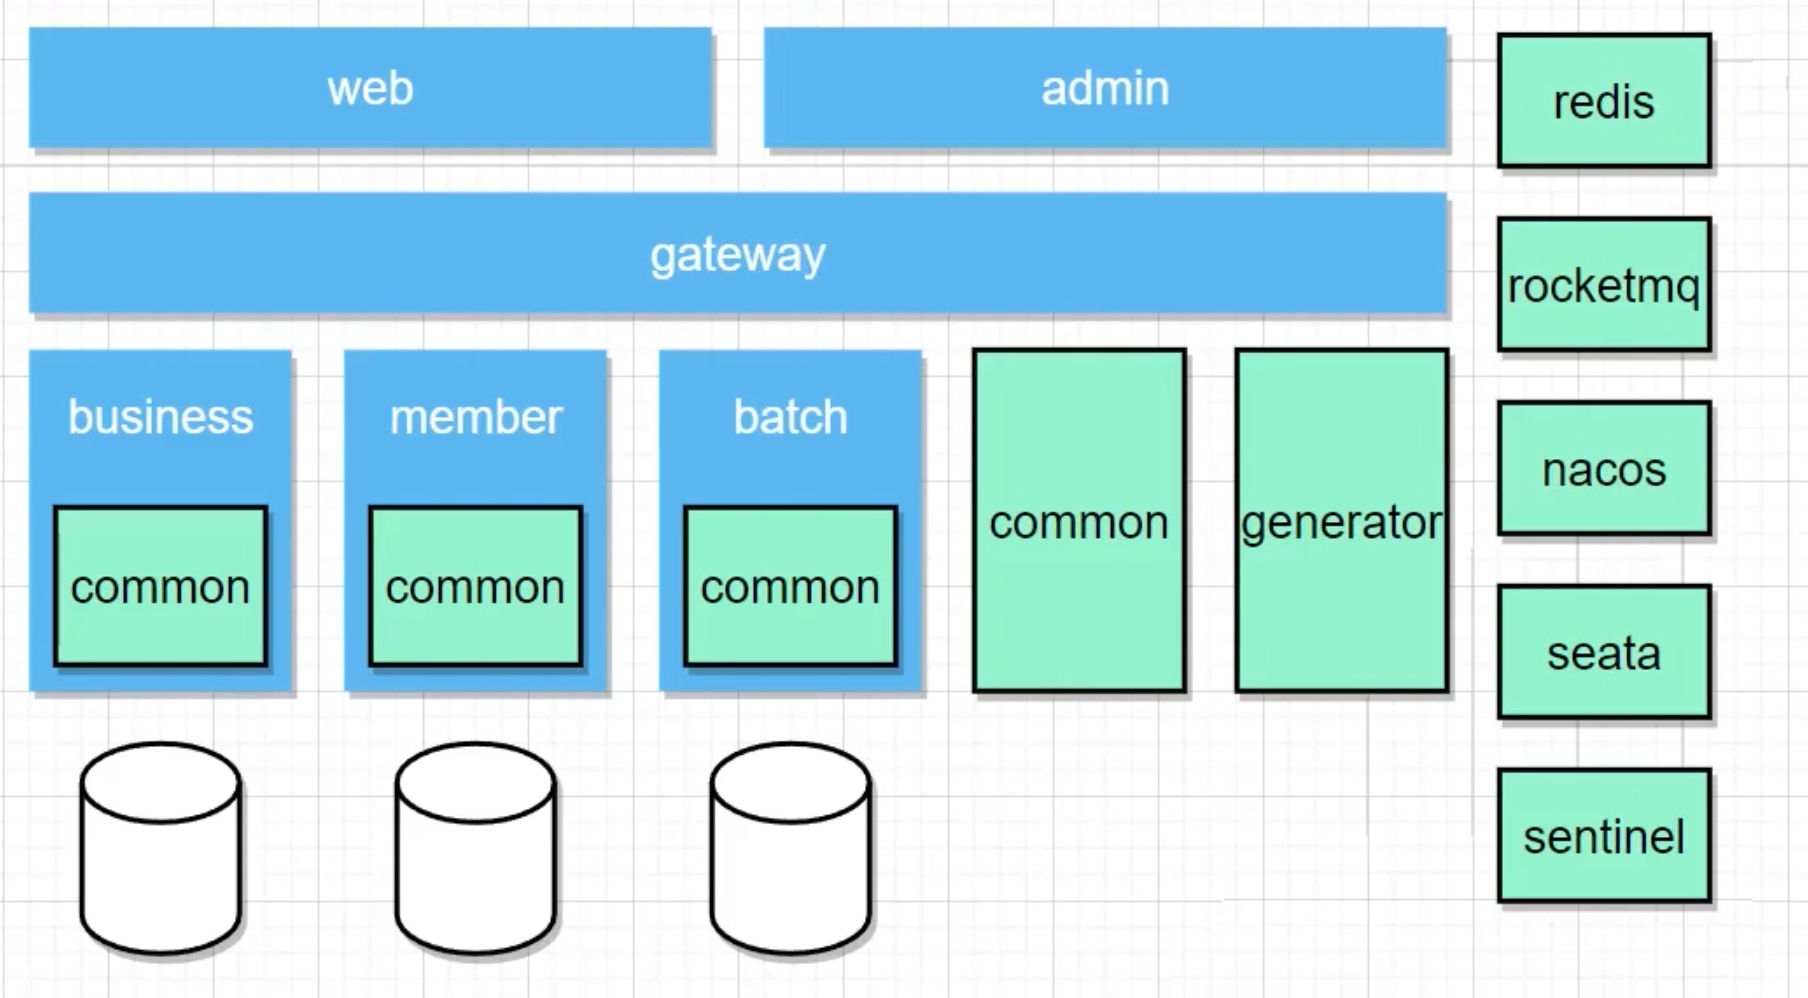 web
admin
gateway
business
member
batch
common
common
common
common
generator
redis
rocketmq
nacos
seata
sentinel